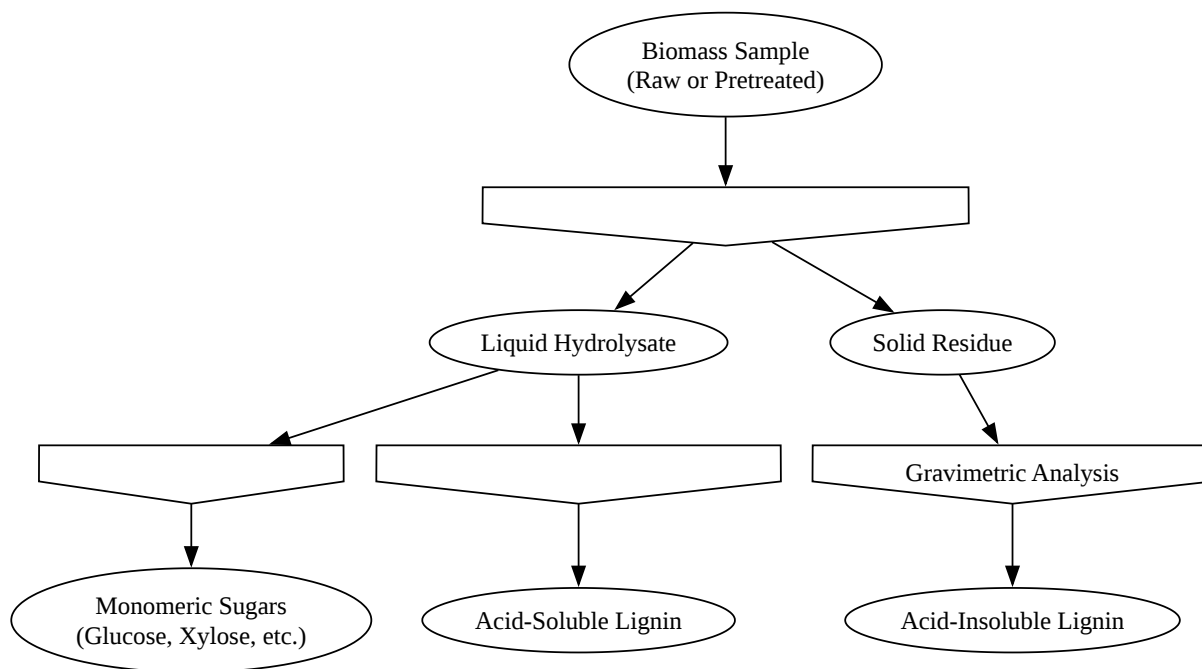 Biomass Sample
(Raw or Pretreated)
Liquid Hydrolysate
Solid Residue
Gravimetric Analysis
Monomeric Sugars
(Glucose, Xylose, etc.)
Acid-Soluble Lignin
Acid-Insoluble Lignin